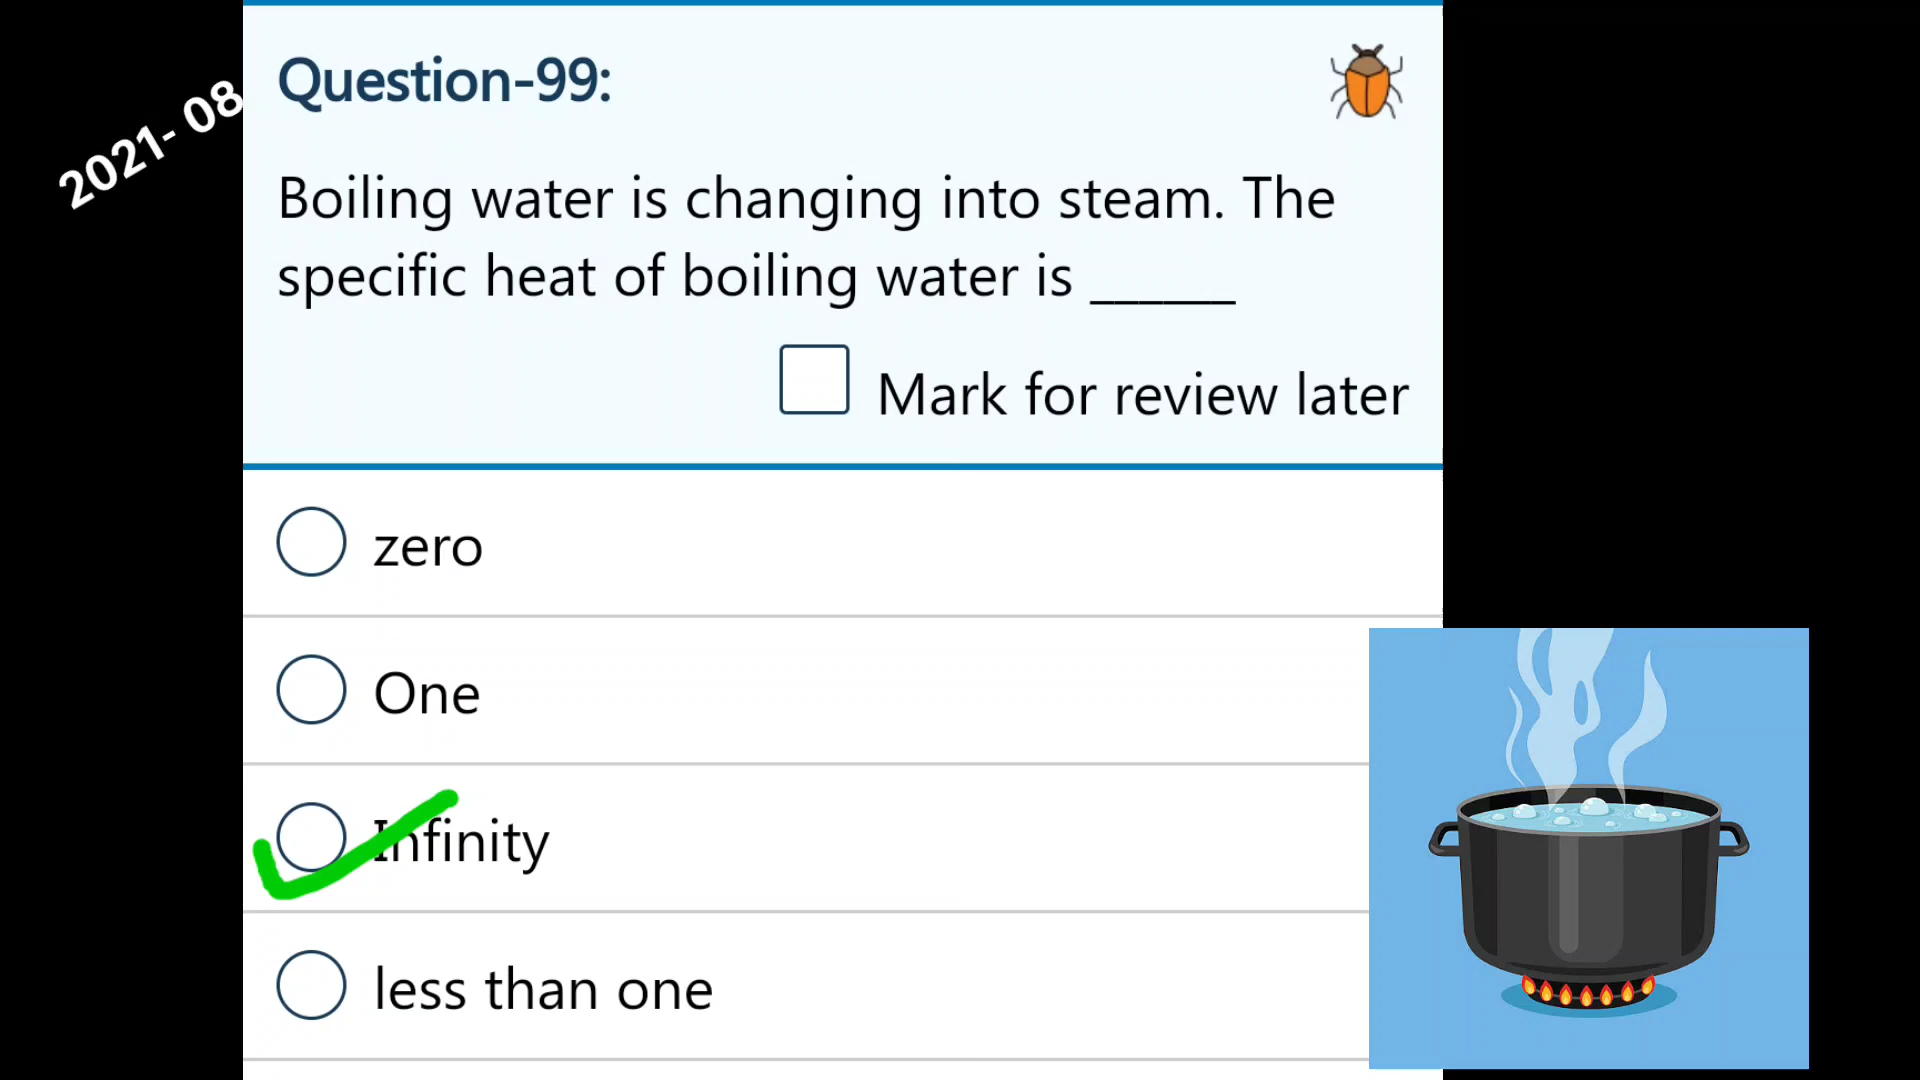 2021- 08
Question-99:
Boiling water is changing into steam. The
specific heat of boiling water is ______
Mark for review later
zero
One
Infinity
less than one